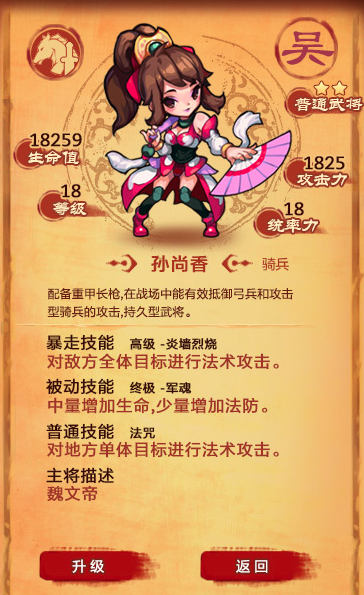 吴
普通武将
18259
生命值
1825
攻击力
18
等级
18
统率力
孙尚香 骑兵
配备重甲长枪,在战场中能有效抵御弓兵和攻击
型骑兵的攻击,持久型武将。
暴走技能 高级 -炎墙烈烧
对敌方全体目标进行法术攻击。
被动技能 终极 -军魂
中量增加生命,少量增加法防。
普通技能 法咒
对地方单体目标进行法术攻击。
主将描述
魏文帝
升级 返回